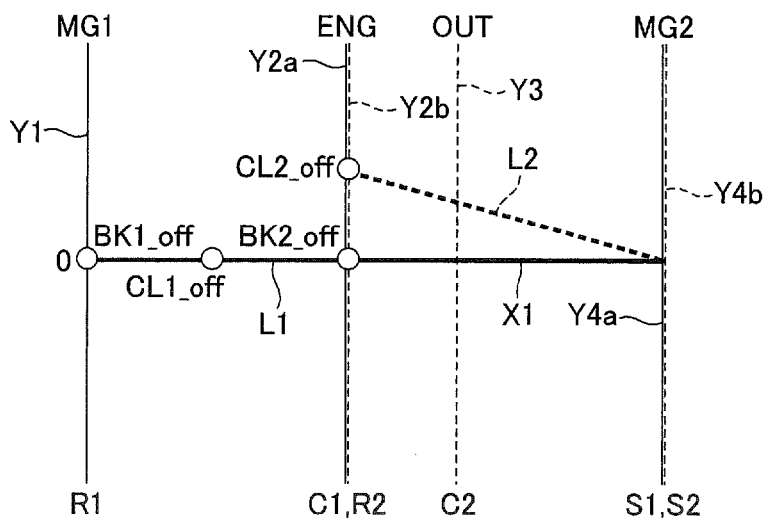 MG1 ENG OUT MG2
Y2a
Y3
Y2b
Y1
L2
CL2_off
Y4b
BK1_off BK2_off
0
CL1_off
L1
X1
Y4a
R1 C1,R2 C2 S1,S2